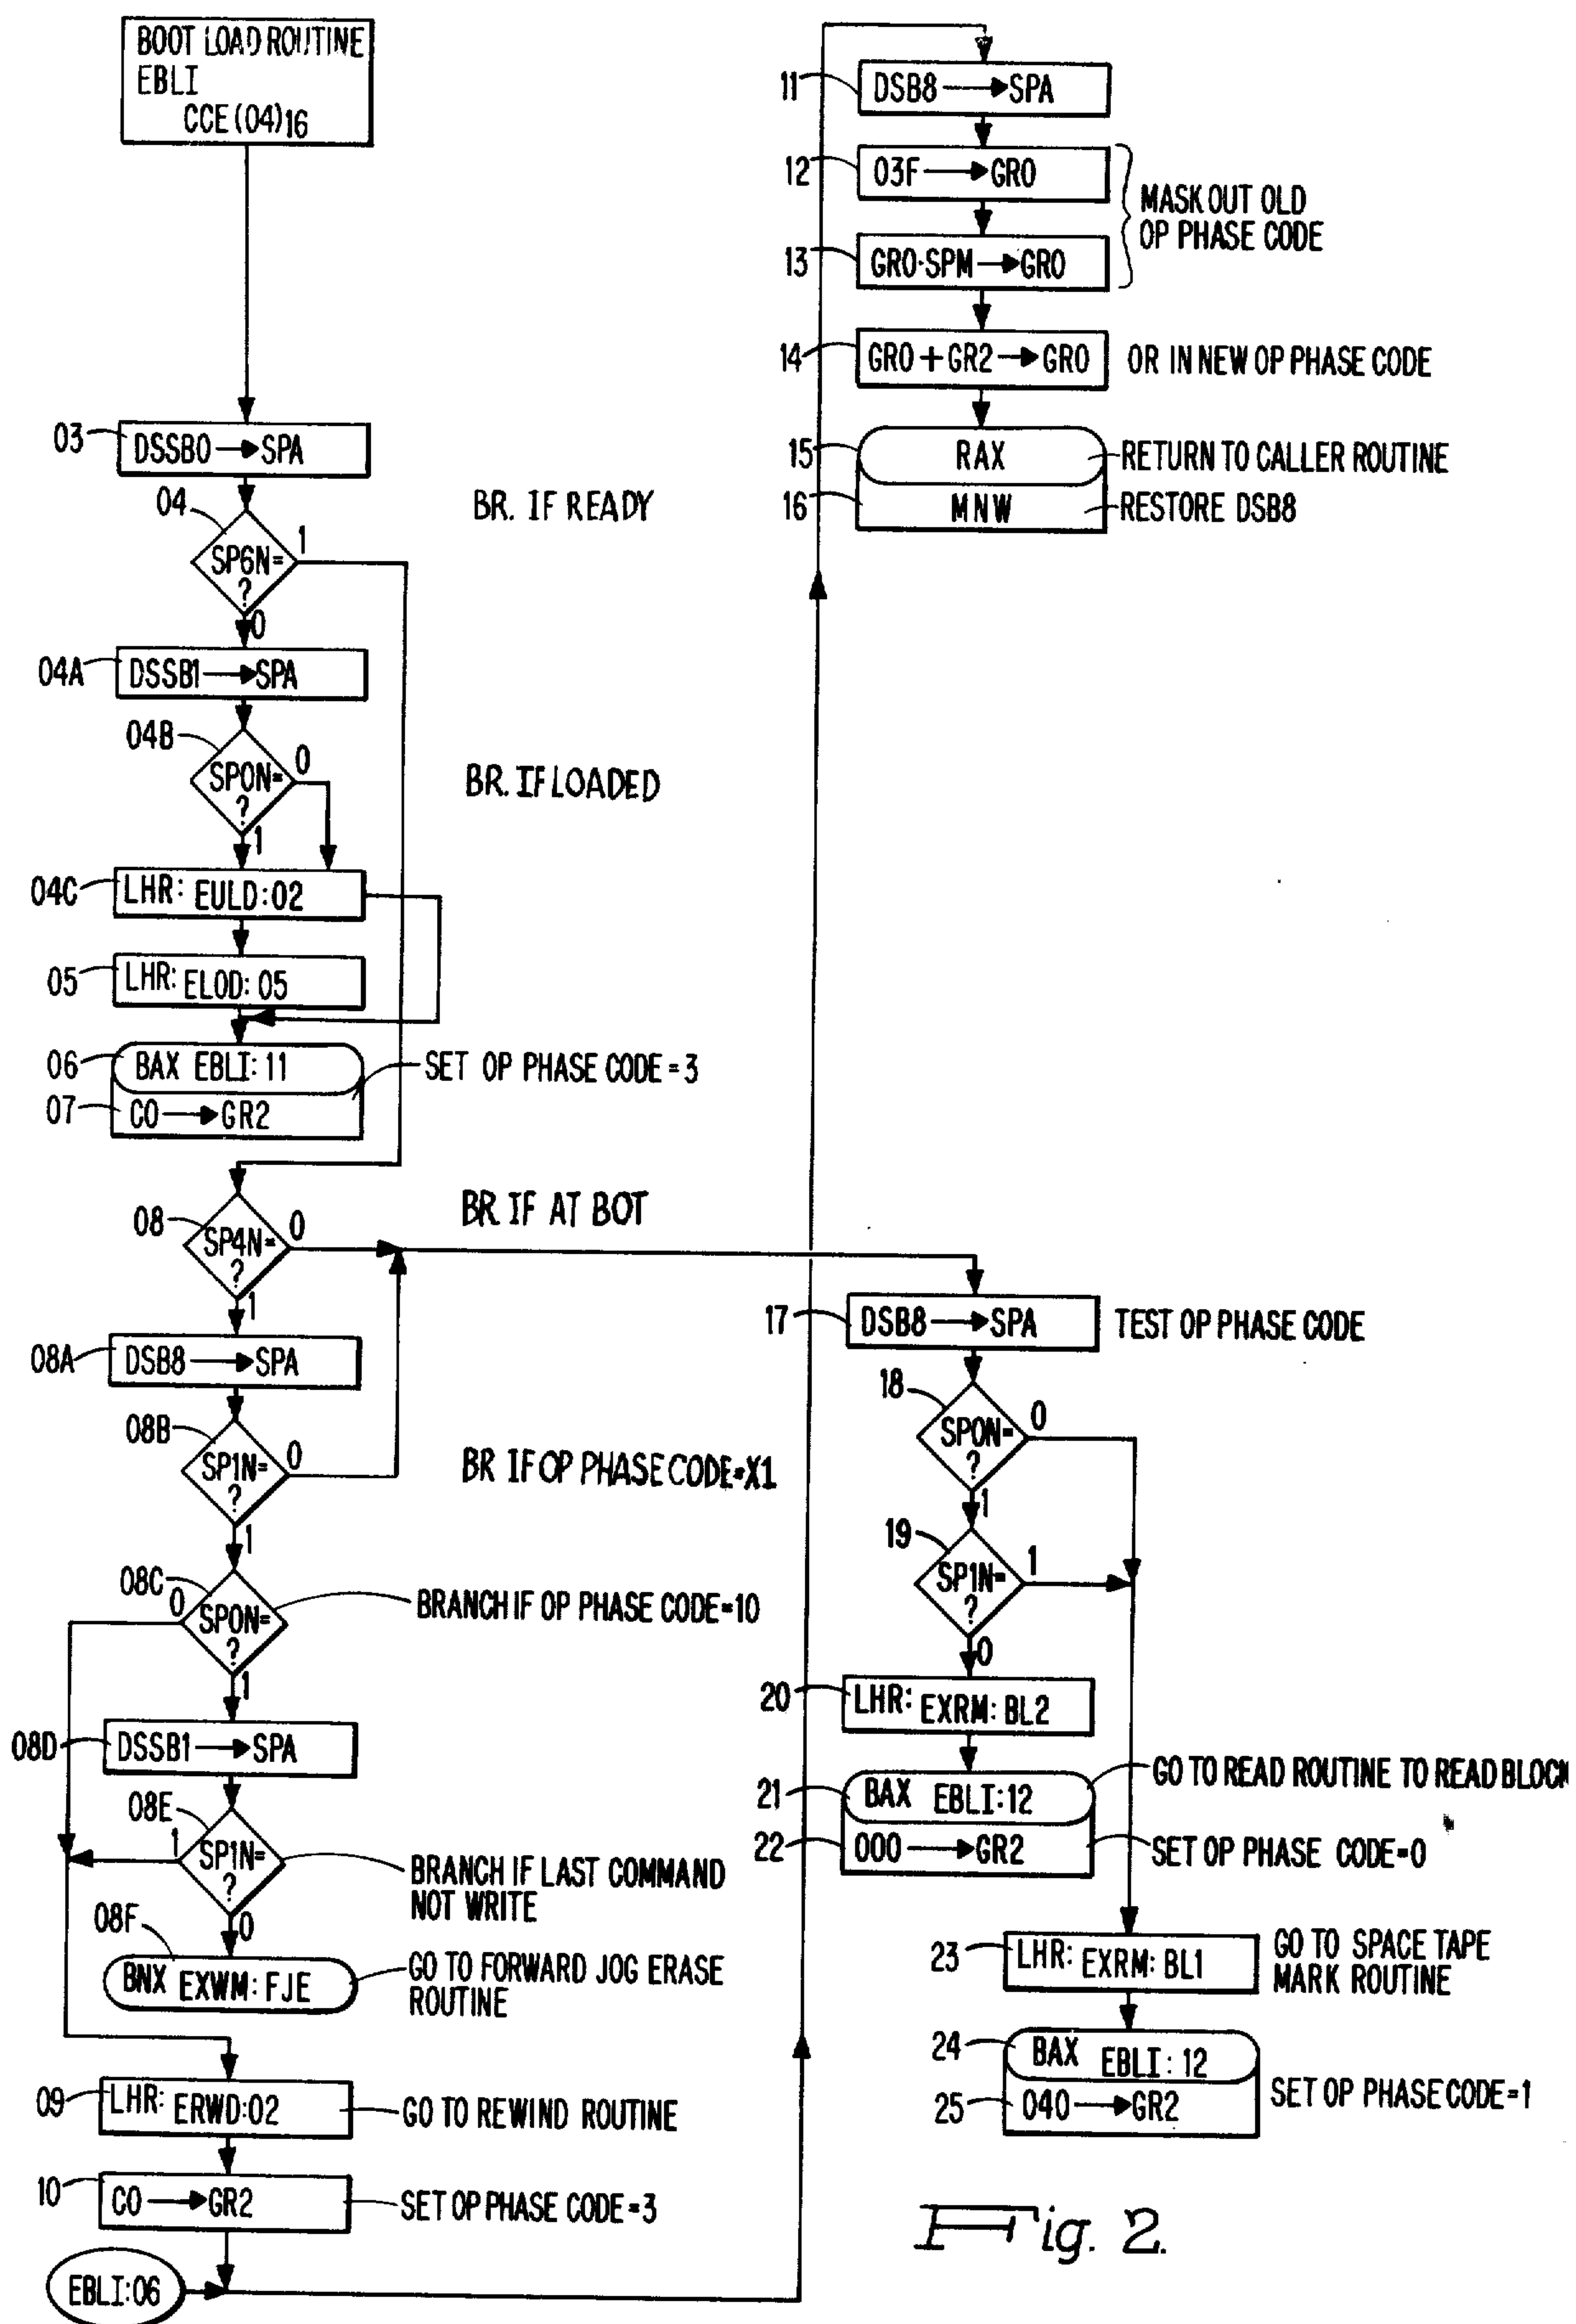 BOOT LOAD ROUTINE
EBLI
CCE (04)16
03
DSSB0 → SPA
04
BR. IF READY
SP6N=
?
1
0
04A
DSSB1 → SPA
04B
SP0N=
?
0
1
BR. IF LOADED
04C
LHR: EULD:02
05
LHR: ELOD: 05
06
BAX EBLI: 11
SET OP PHASE CODE = 3
07
C0 → GR2
08
SP4N=
?
0
1
BR. IF AT BOT
08A
DSB8 → SPA
08B
SP1N=
?
0
1
BR IF OP PHASE CODE=X1
08C
0
SP0N=
?
1
BRANCH IF OP PHASE CODE=10
08D
DSSB1 → SPA
08E
1
SP1N=
?
0
BRANCH IF LAST COMMAND
NOT WRITE
08F
BNX EXWM: FJE
GO TO FORWARD JOG ERASE
ROUTINE
09
LHR: ERWD:02
GO TO REWIND ROUTINE
10
C0 → GR2
SET OP PHASE CODE=3
EBLI:06
11
DSB8 → SPA
12
03F → GR0
13
GR0·SPM → GR0
MASK OUT OLD
OP PHASE CODE
14
GR0 + GR2 → GR0
OR IN NEW OP PHASE CODE
15
RAX
RETURN TO CALLER ROUTINE
16
MNW
RESTORE DSB8
17
DSB8 → SPA
TEST OP PHASE CODE
18
SP0N=
?
0
1
19
SP1N=
?
1
0
20
LHR: EXRM: BL2
21
BAX EBLI:12
GO TO READ ROUTINE TO READ BLOCK
22
000 → GR2
SET OP PHASE CODE=0
23
LHR: EXRM: BL1
GO TO SPACE TAPE
MARK ROUTINE
24
BAX EBLI: 12
25
040 → GR2
SET OP PHASE CODE=1
Fig. 2.